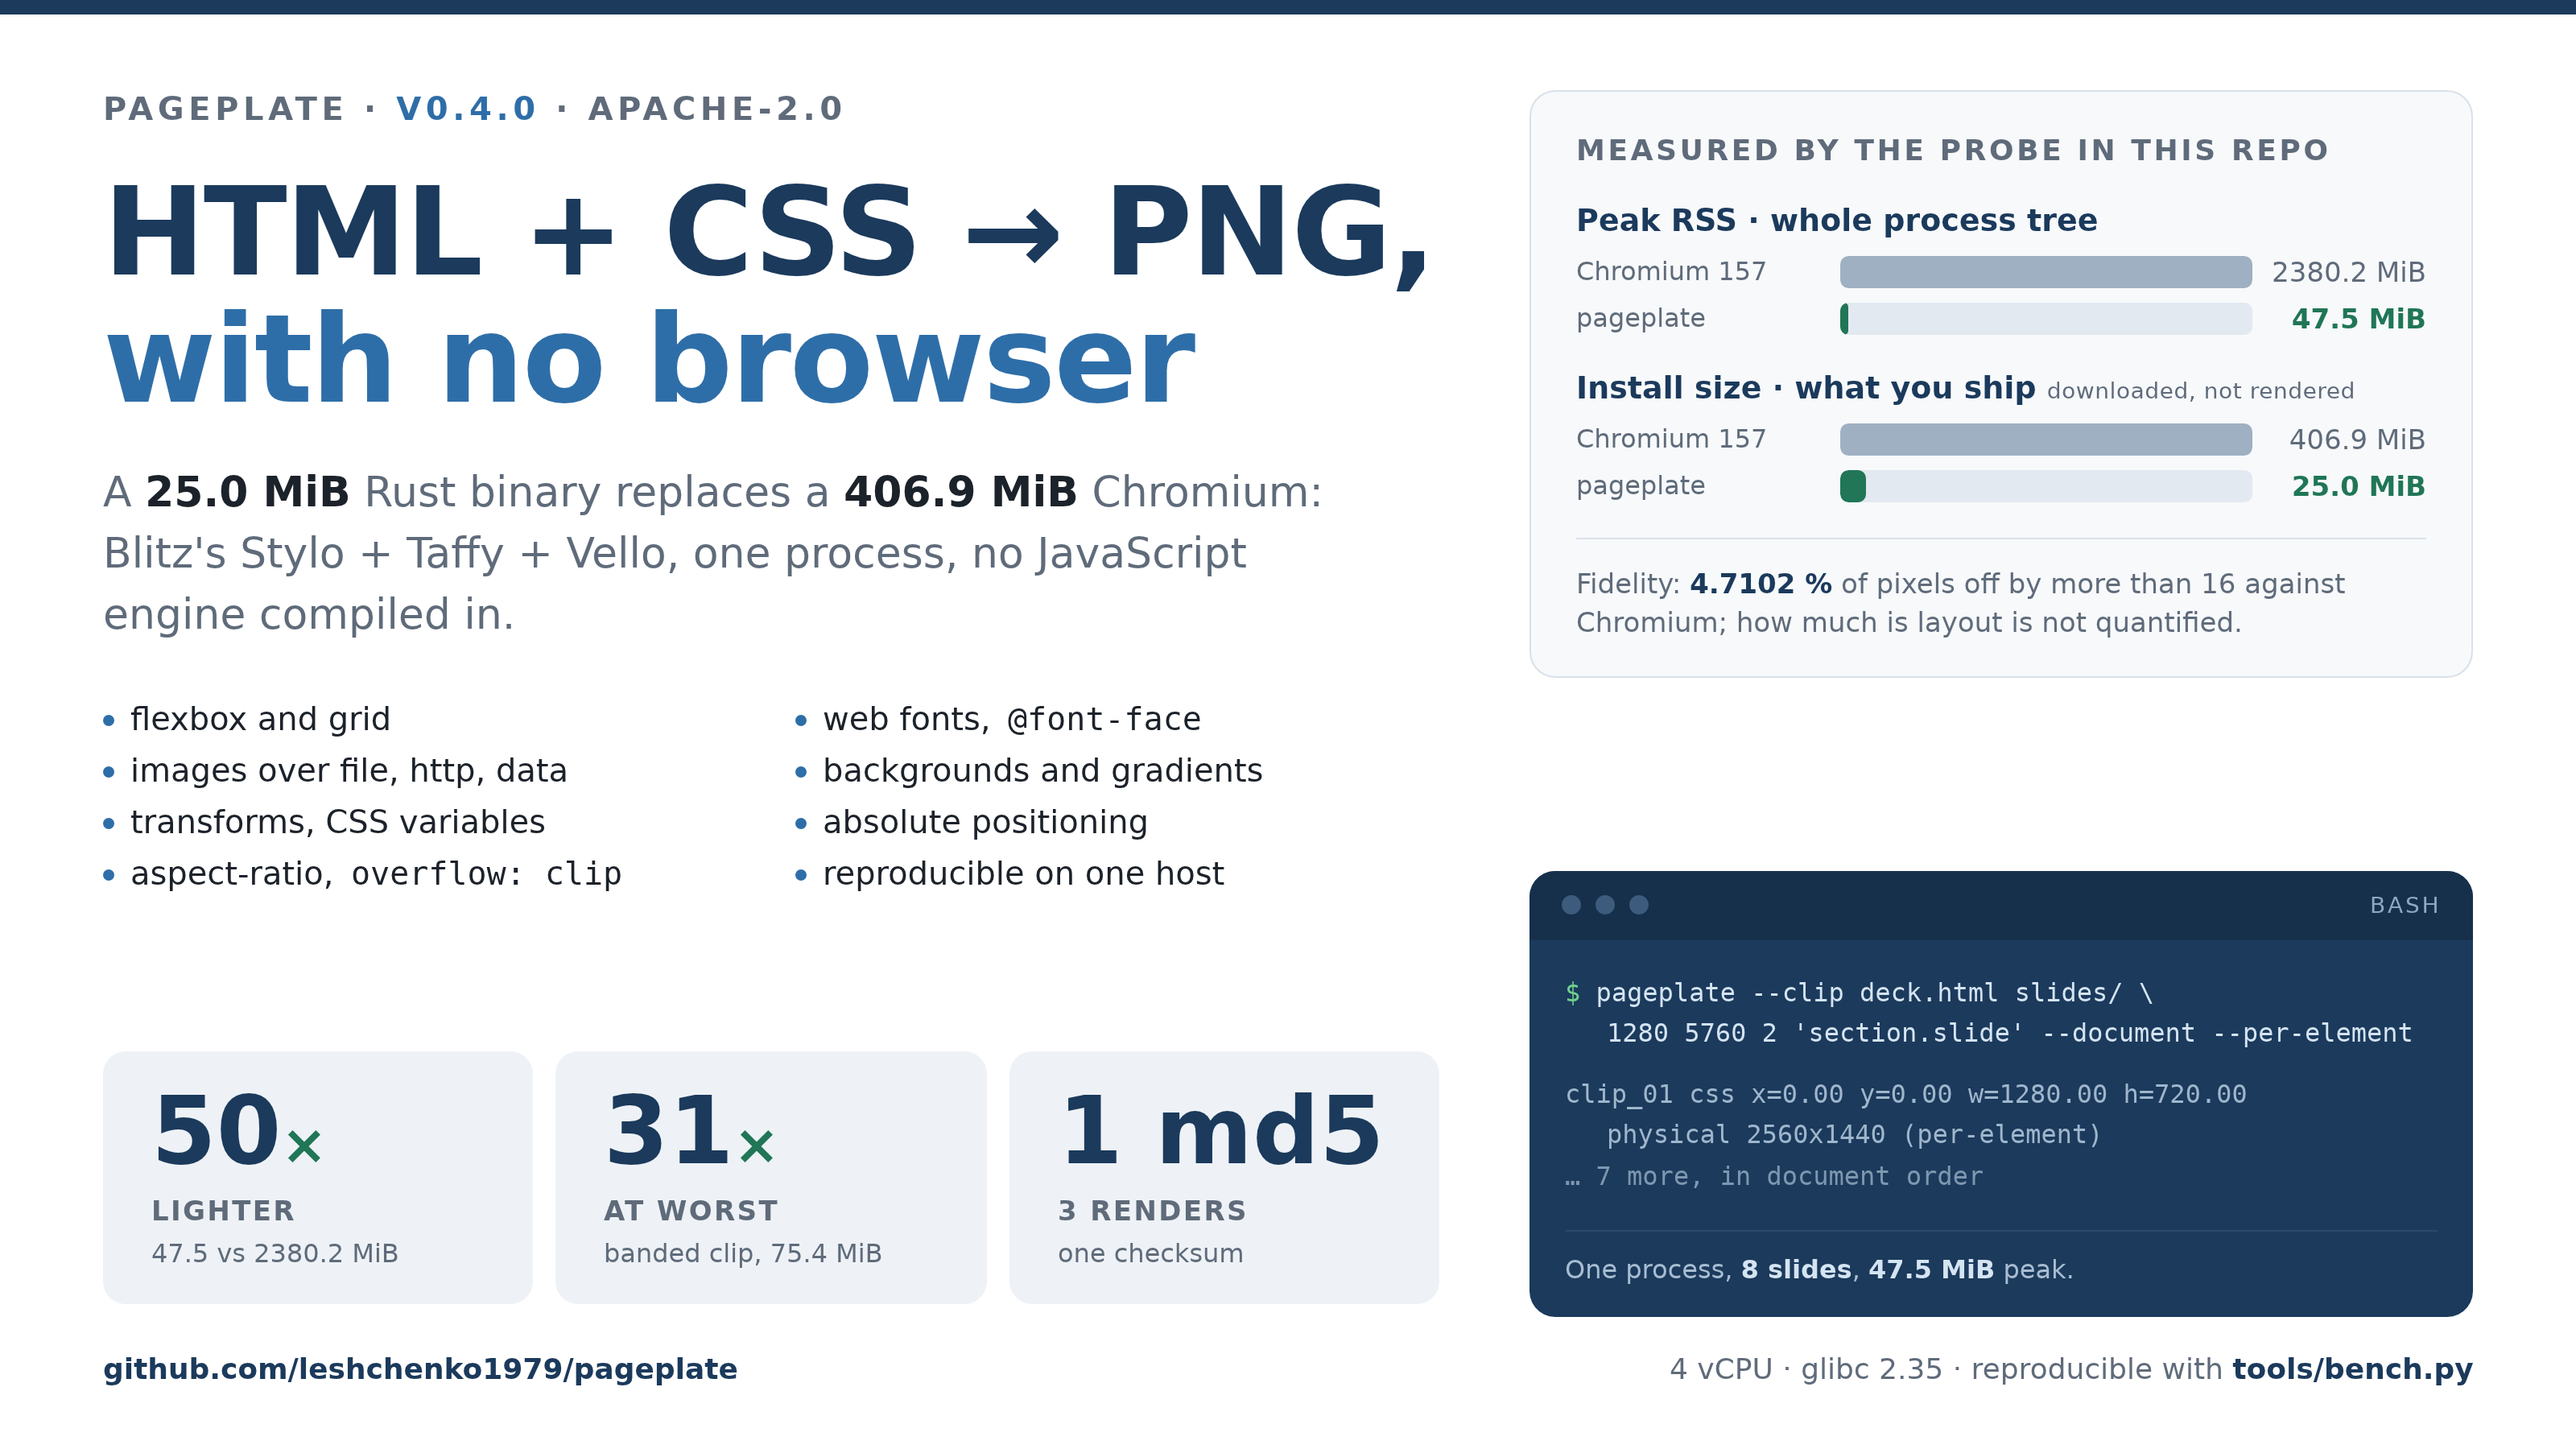 PAGEPLATE · V0.4.0 · APACHE-2.0
HTML + CSS → PNG,
with no browser
A 25.0 MiB Rust binary replaces a 406.9 MiB Chromium:
Blitz's Stylo + Taffy + Vello, one process, no JavaScript
engine compiled in.
• flexbox and grid
• images over file, http, data
• transforms, CSS variables
• aspect-ratio, overflow: clip
• web fonts, @font-face
• backgrounds and gradients
• absolute positioning
• reproducible on one host
50×
LIGHTER
47.5 vs 2380.2 MiB
31×
AT WORST
banded clip, 75.4 MiB
1 md5
3 RENDERS
one checksum
MEASURED BY THE PROBE IN THIS REPO
Peak RSS · whole process tree
Chromium 157 2380.2 MiB
pageplate 47.5 MiB
Install size · what you ship downloaded, not rendered
Chromium 157 406.9 MiB
pageplate 25.0 MiB
Fidelity: 4.7102 % of pixels off by more than 16 against
Chromium; how much is layout is not quantified.
BASH
$ pageplate --clip deck.html slides/ \
1280 5760 2 'section.slide' --document --per-element
clip_01 css x=0.00 y=0.00 w=1280.00 h=720.00
physical 2560x1440 (per-element)
… 7 more, in document order
One process, 8 slides, 47.5 MiB peak.
github.com/leshchenko1979/pageplate
4 vCPU · glibc 2.35 · reproducible with tools/bench.py